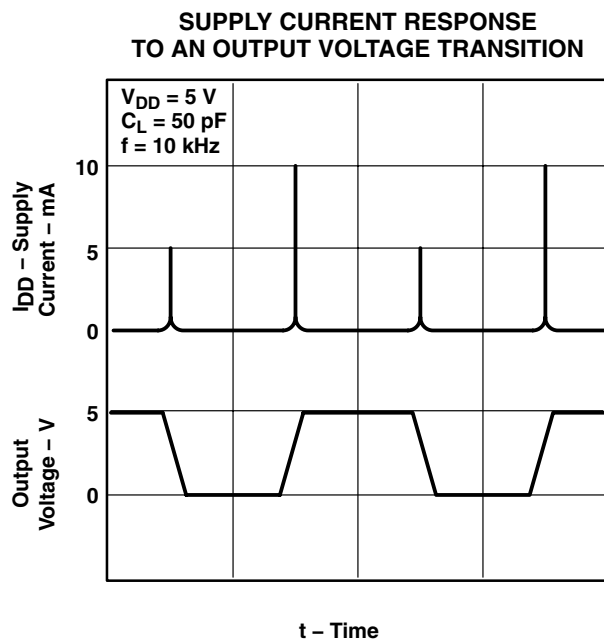 SUPPLY CURRENT RESPONSE
TO AN OUTPUT VOLTAGE TRANSITION
VDD = 5 V
CL = 50 pF
f = 10 kHz
10
5
0
IDD – Supply
Current – mA
5
0
Output
Voltage – V
t – Time